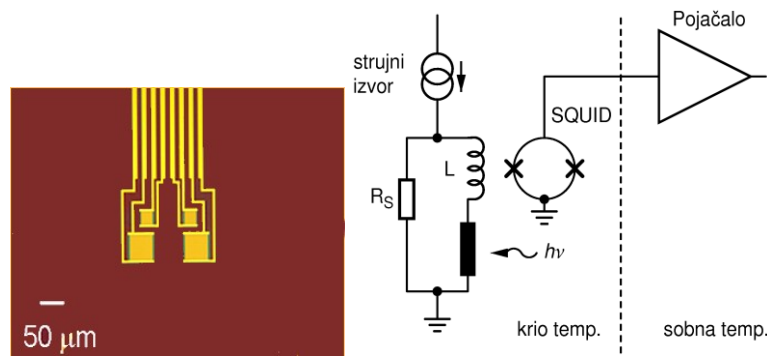 50 μm
strujni
izvor
R_S
L
SQUID
hν
Pojačalo
krio temp.
sobna temp.